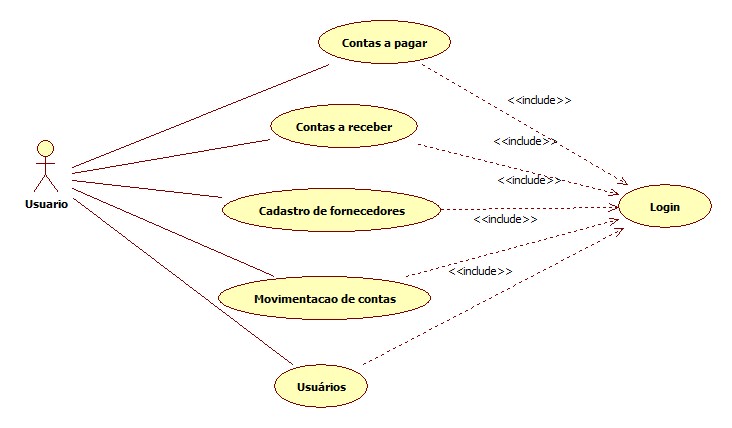 Contas a pagar
<<include>>
Contas a receber
<<include>>
<<include>>
Usuario
Cadastro de fornecedores
Login
<<include>>
<<include>>
Movimentacao de contas
Usuários